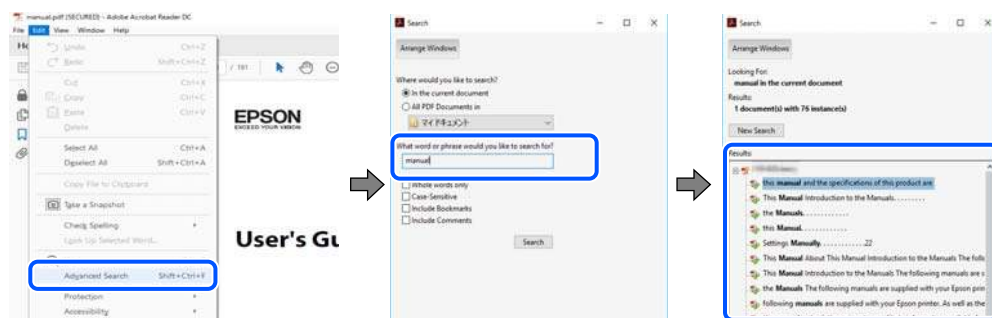 manual.pdf (SECURED) - Adobe Acrobat Reader DC
File Edit View Window Help
Undo Ctrl+Z
Redo Shift+Ctrl+Z
Cut Ctrl+X
Copy Ctrl+C
Paste Ctrl+V
Delete
Select All Ctrl+A
Deselect All Shift+Ctrl+A
Copy File to Clipboard
Take a Snapshot
Check Spelling
Look Up Selected Word...
Advanced Search Shift+Ctrl+F
Protection
Accessibility
/ 181
EPSON
EXCEED YOUR VISION
User's Gu
Search
Arrange Windows
Where would you like to search?
In the current document
All PDF Documents in
マイ ドキュメント
What word or phrase would you like to search for?
manual
Whole words only
Case-Sensitive
Include Bookmarks
Include Comments
Search
Search
Arrange Windows
Looking For:
manual in the current document
Results:
1 document(s) with 76 instance(s)
New Search
Results:
this manual and the specifications of this product are
This Manual Introduction to the Manuals.........
the Manuals.............
this Manual.............
Settings Manually.............22
This Manual About This Manual Introduction to the Manuals The follo
This Manual Introduction to the Manuals The following manuals are s
the Manuals The following manuals are supplied with your Epson prin
following manuals are supplied with your Epson printer. As well as the